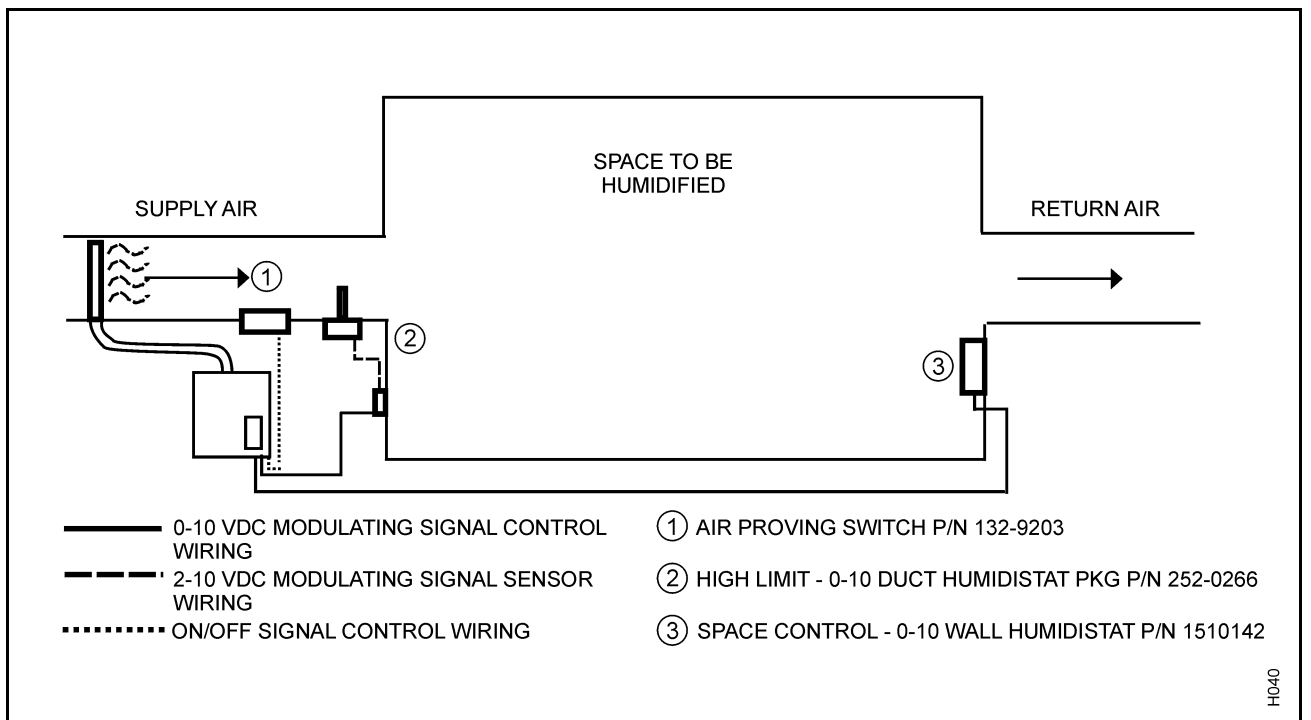 SPACE TO BE
HUMIDIFIED
SUPPLY AIR
RETURN AIR
1
2
3
0-10 VDC MODULATING SIGNAL CONTROL
WIRING
2-10 VDC MODULATING SIGNAL SENSOR
WIRING
ON/OFF SIGNAL CONTROL WIRING
1 AIR PROVING SWITCH P/N 132-9203
2 HIGH LIMIT - 0-10 DUCT HUMIDISTAT PKG P/N 252-0266
3 SPACE CONTROL - 0-10 WALL HUMIDISTAT P/N 1510142
H040